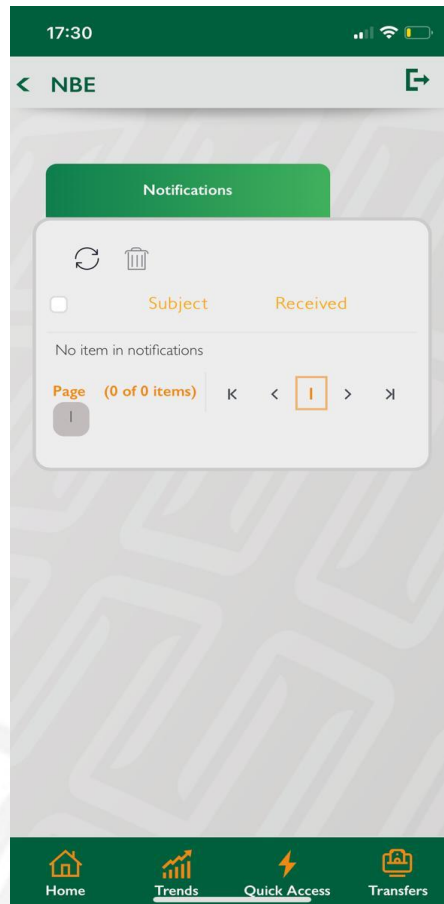 17:30
NBE
Notifications
Subject Received
No item in notifications
Page (0 of 0 items) 1
1
Home Trends Quick Access Transfers